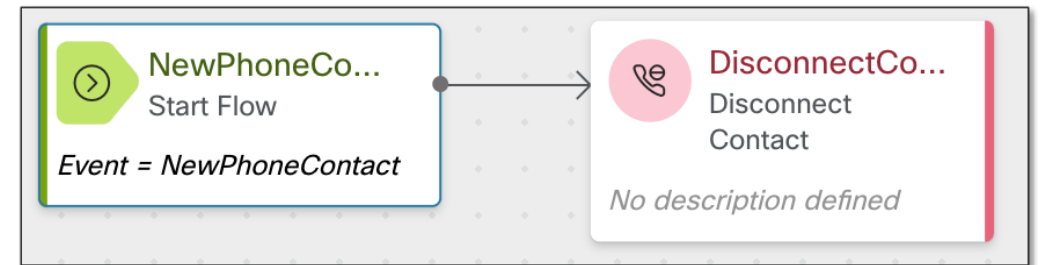 NewPhoneCo...
Start Flow
Event = NewPhoneContact
DisconnectCo...
Disconnect
Contact
No description defined